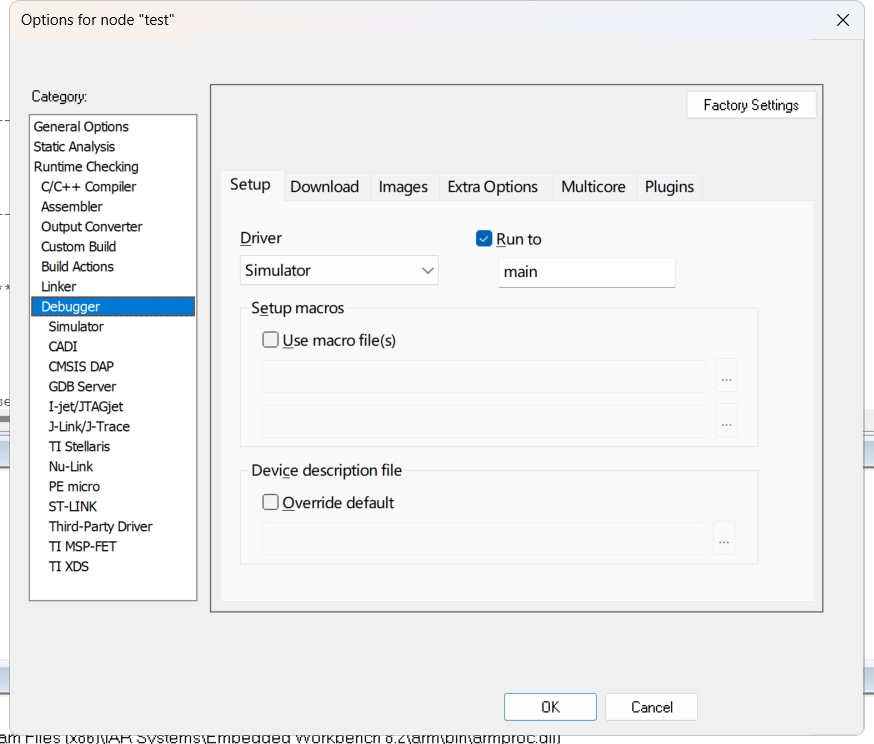 Options for node "test"
Category:
Factory Settings
General Options
Static Analysis
Runtime Checking
C/C++ Compiler
Assembler
Output Converter
Custom Build
Build Actions
Linker
Debugger
Simulator
CADI
CMSIS DAP
GDB Server
I-jet/JTAGjet
J-Link/J-Trace
TI Stellaris
Nu-Link
PE micro
ST-LINK
Third-Party Driver
TI MSP-FET
TI XDS
Setup Download Images Extra Options Multicore Plugins
Driver
Run to
Simulator
main
Setup macros
Use macro file(s)
...
...
Device description file
Override default
...
OK Cancel
am Files (x86)\IAR Systems\Embedded Workbench 8.2\arm\bin\armproc.dll)